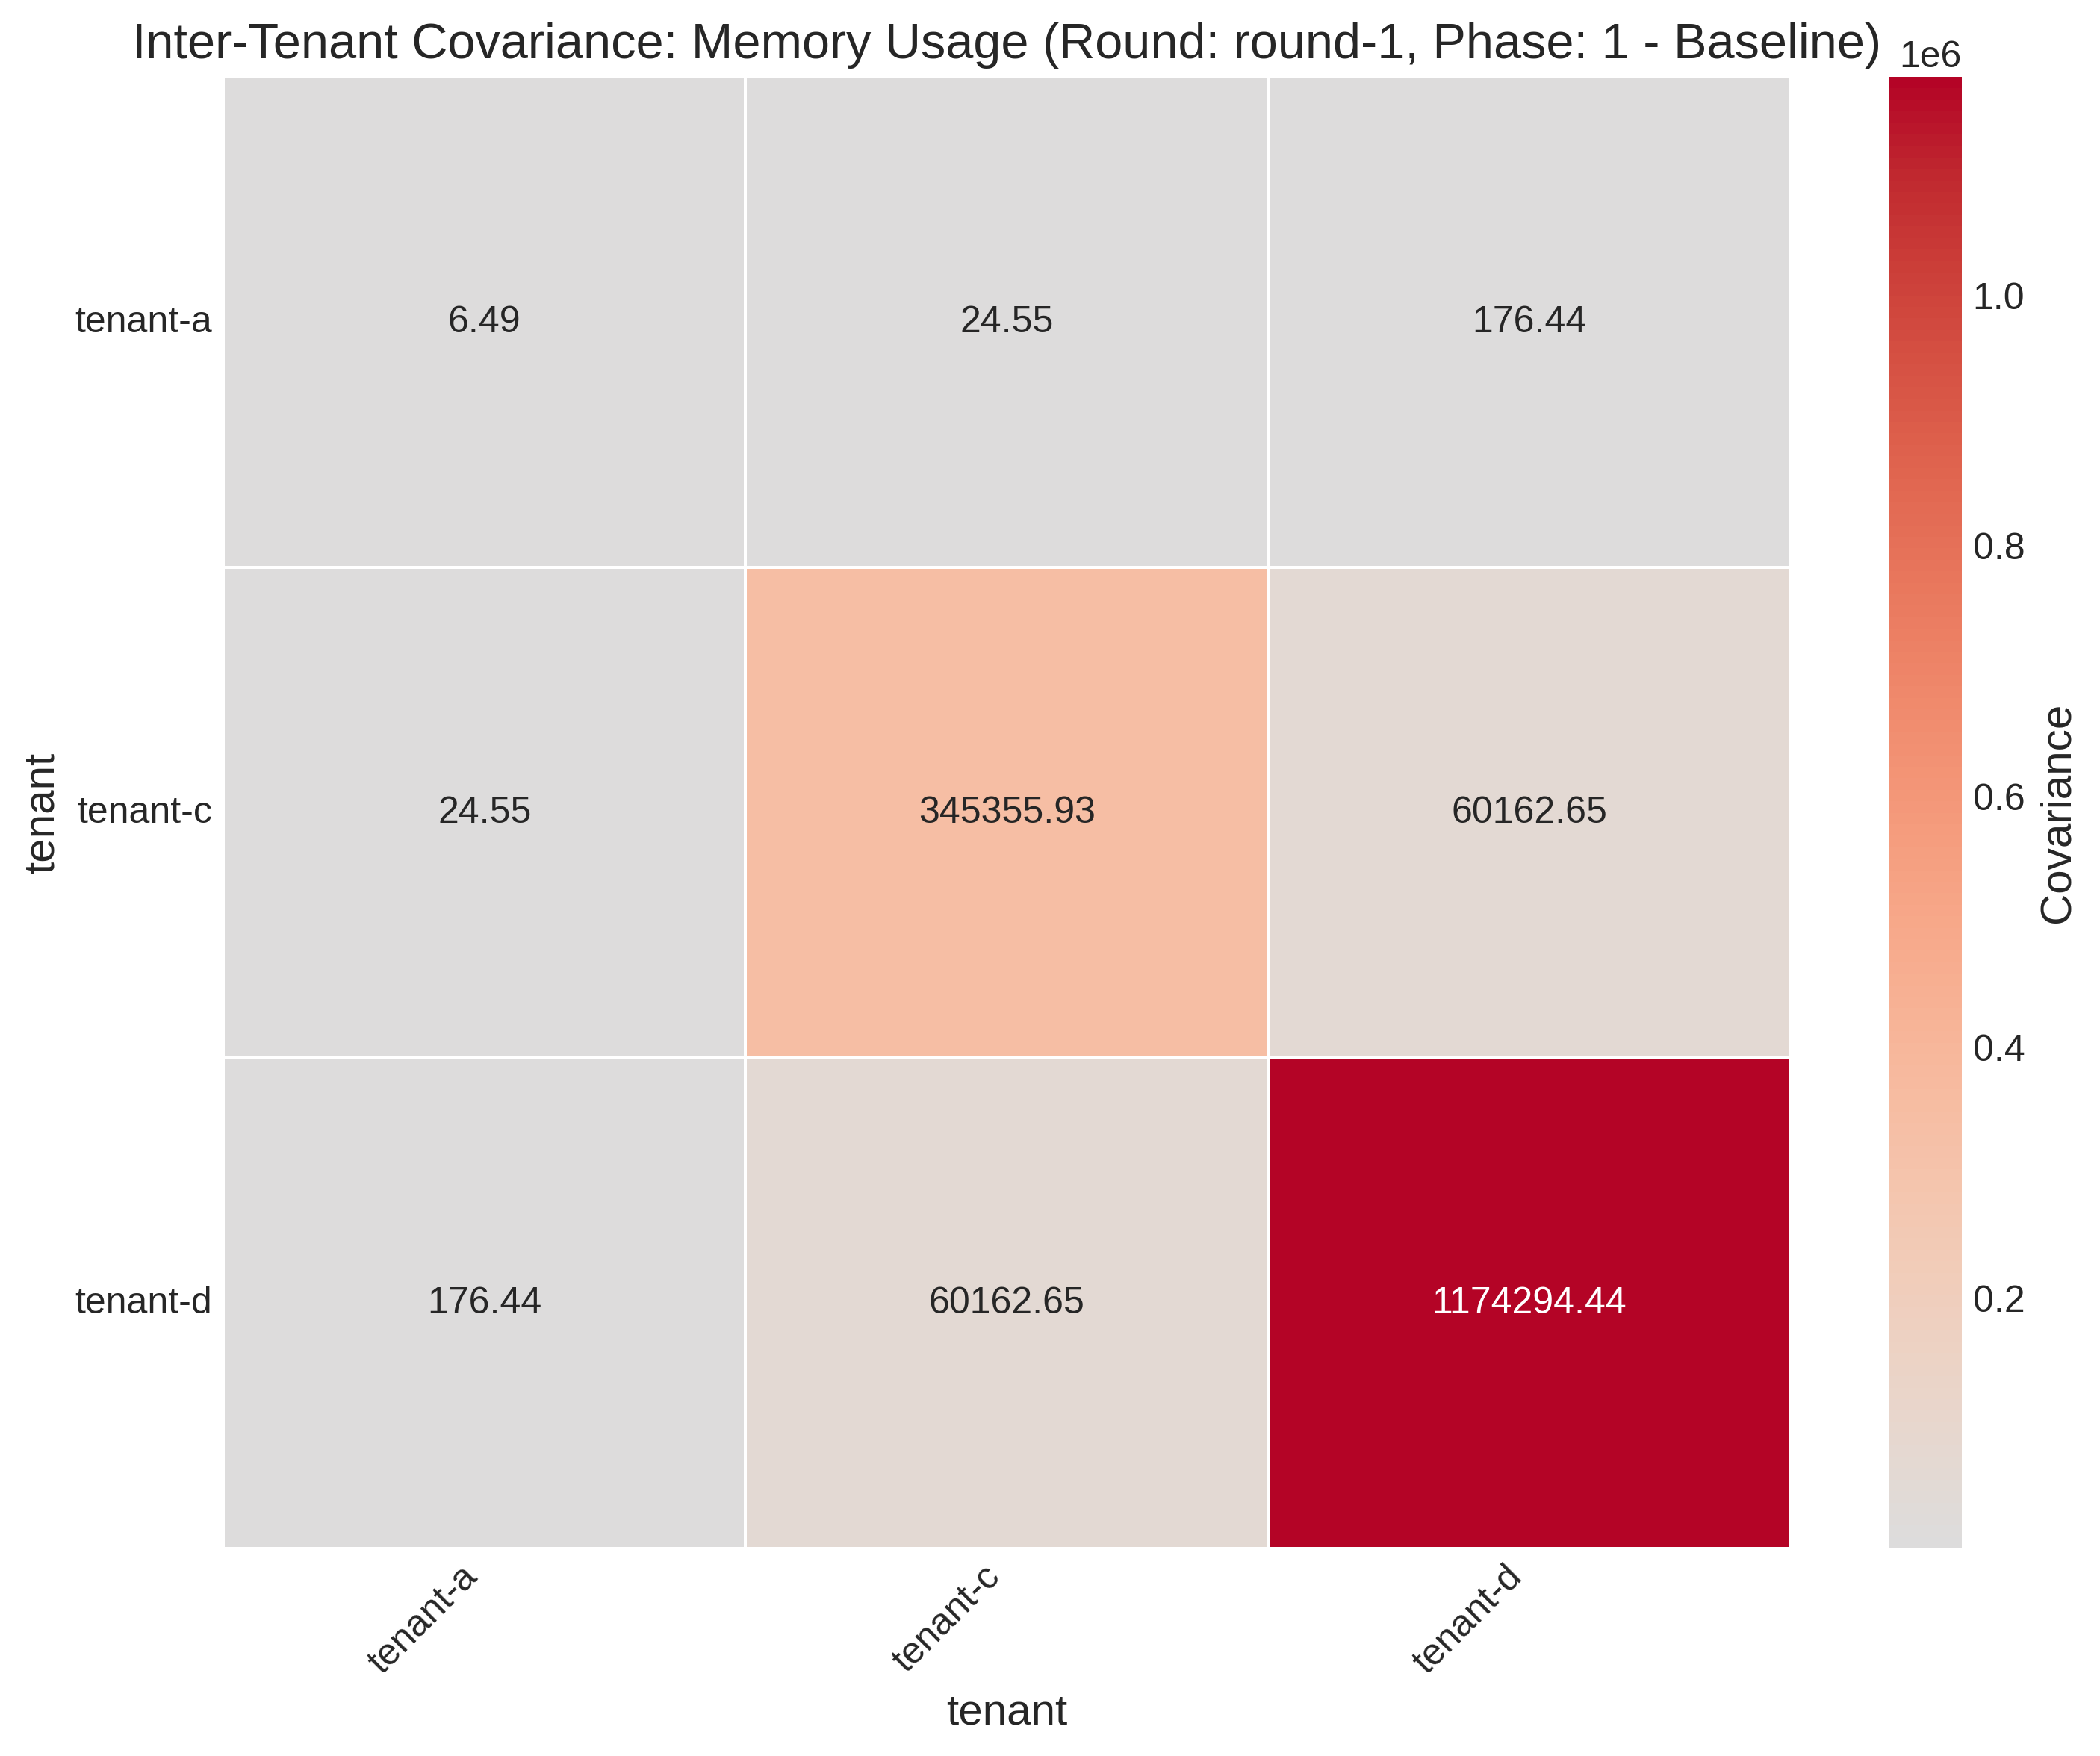 Inter-Tenant Covariance: Memory Usage (Round: round-1, Phase: 1 - Baseline)
1e6
tenant-a 6.49 24.55 176.44
tenant-c 24.55 345355.93 60162.65
tenant-d 176.44 60162.65 1174294.44
tenant
tenant-a tenant-c tenant-d
tenant
1.0
0.8
0.6
0.4
0.2
Covariance